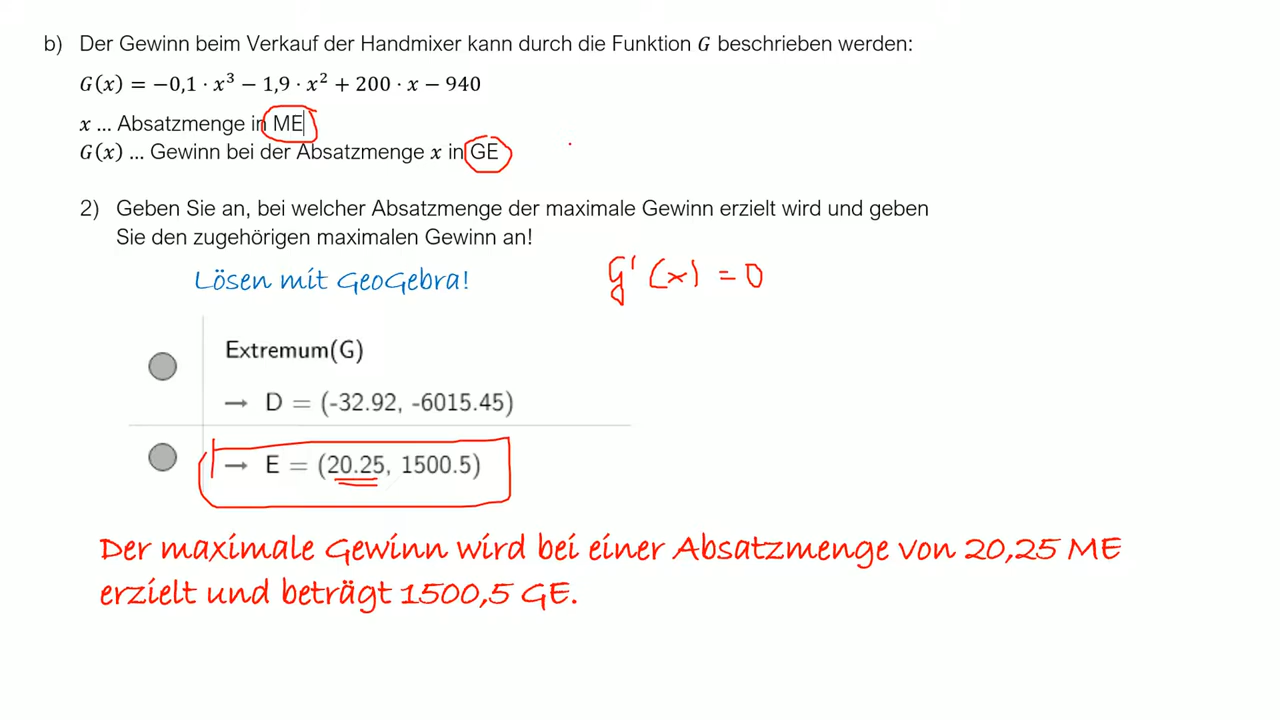 b) Der Gewinn beim Verkauf der Handmixer kann durch die Funktion G beschrieben werden:
G(x) = −0,1 · x³ − 1,9 · x² + 200 · x − 940
x ... Absatzmenge in ME
G(x) ... Gewinn bei der Absatzmenge x in GE
2) Geben Sie an, bei welcher Absatzmenge der maximale Gewinn erzielt wird und geben
Sie den zugehörigen maximalen Gewinn an!
Lösen mit GeoGebra!
G'(x) = 0
Extremum(G)
→ D = (-32.92, -6015.45)
→ E = (20.25, 1500.5)
Der maximale Gewinn wird bei einer Absatzmenge von 20,25 ME
erzielt und beträgt 1500,5 GE.